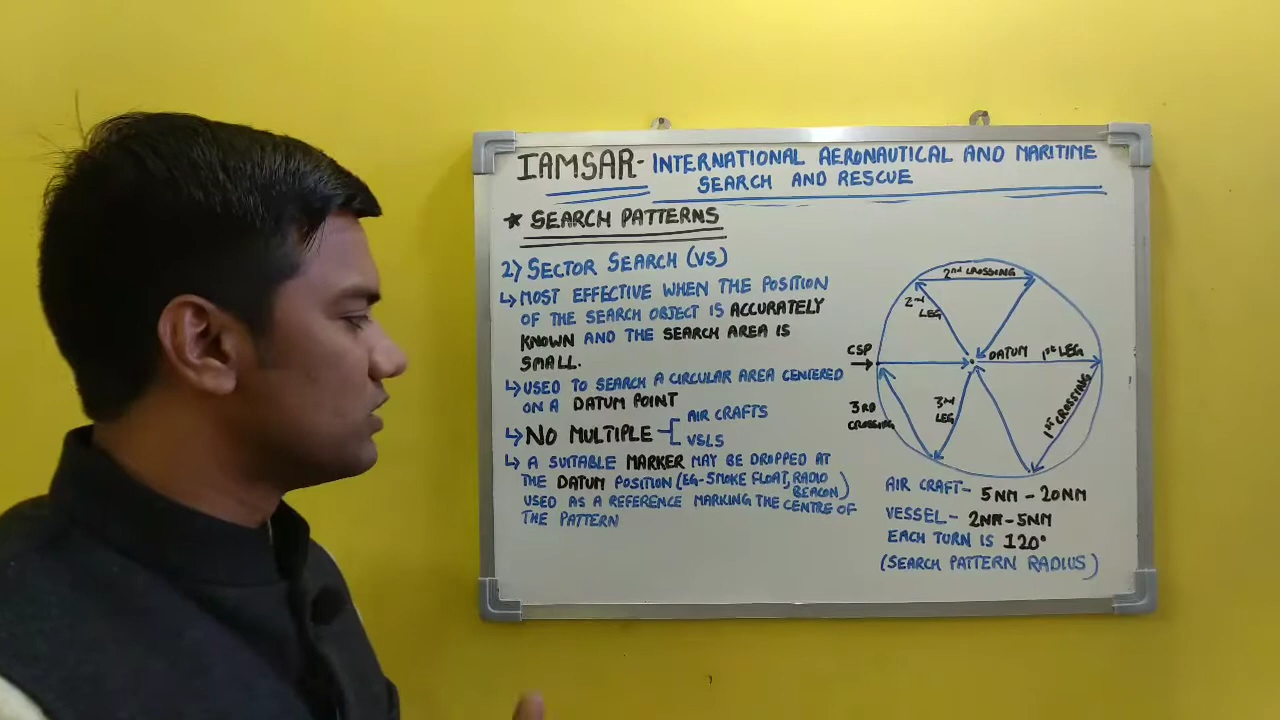 IAMSAR- INTERNATIONAL AERONAUTICAL AND MARITIME
SEARCH AND RESCUE
* SEARCH PATTERNS
2) SECTOR SEARCH (VS)
↳ MOST EFFECTIVE WHEN THE POSITION
OF THE SEARCH OBJECT IS ACCURATELY
KNOWN AND THE SEARCH AREA IS
SMALL.
↳ USED TO SEARCH A CIRCULAR AREA CENTERED
ON A DATUM POINT
↳ NO MULTIPLE
AIR CRAFTS
VSLS
↳ A SUITABLE MARKER MAY BE DROPPED AT
THE DATUM POSITION (EG-SMOKE FLOAT, RADIO
BEACON)
USED AS A REFERENCE MARKING THE CENTRE OF
THE PATTERN
2ND CROSSING
2ND
LEG
CSP
DATUM
1ST LEG
3RD
CROSSING
3RD
LEG
1ST CROSSING
AIR CRAFT- 5NM - 20NM
VESSEL- 2NM-5NM
EACH TURN IS 120°
(SEARCH PATTERN RADIUS)